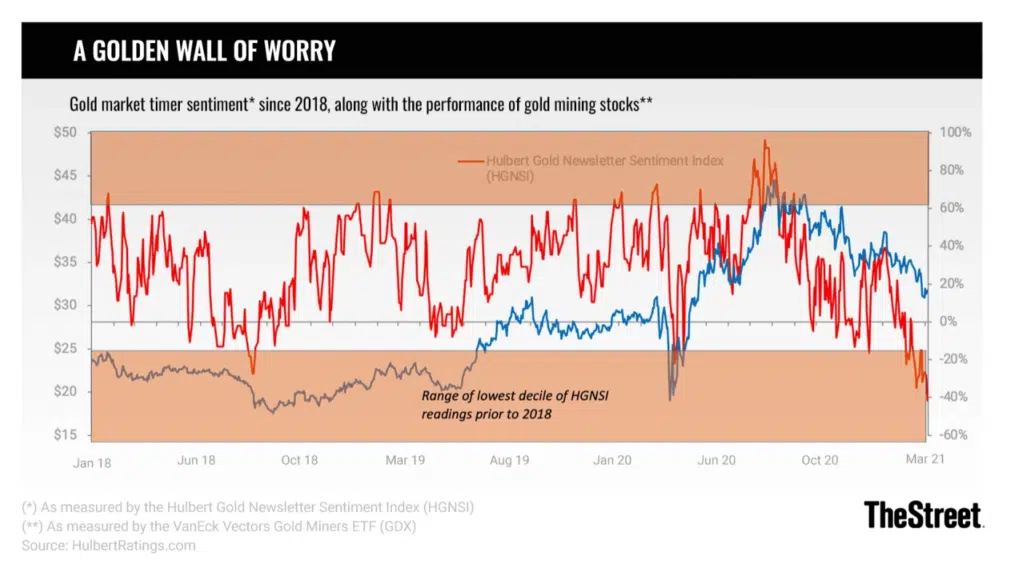 A GOLDEN WALL OF WORRY
Gold market timer sentiment* since 2018, along with the performance of gold mining stocks**
$50
$45
$40
$35
$30
$25
$20
$15
Hulbert Gold Newsletter Sentiment Index
(HGNSI)
100%
80%
60%
40%
20%
0%
-20%
-40%
-60%
Range of lowest decile of HGNSI
readings prior to 2018
Jan 18 Jun 18 Oct 18 Mar 19 Aug 19 Jan 20 Jun 20 Oct 20 Mar 21
(*) As measured by the Hulbert Gold Newsletter Sentiment Index (HGNSI)
(**) As measured by the VanEck Vectors Gold Miners ETF (GDX)
Source: HulbertRatings.com
TheStreet.